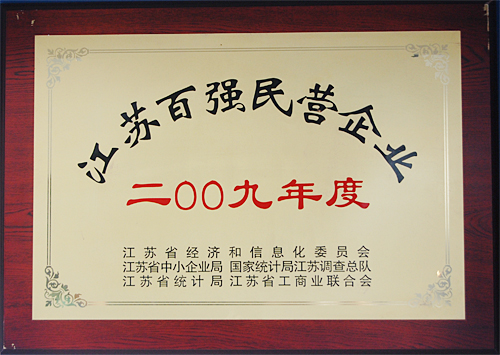 江苏百强民营企业
二〇〇九年度
江苏省经济和信息化委员会
江苏省中小企业局 国家统计局江苏调查总队
江苏省统计局 江苏省工商业联合会